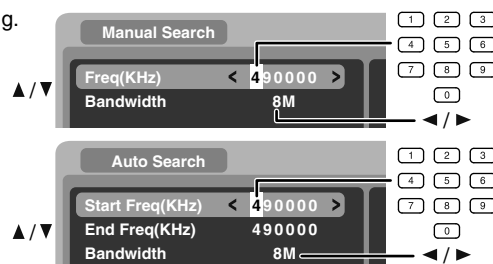 g.
Manual Search
1 2 3
4 5 6
7 8 9
0
Freq(KHz) < 490000 >
Bandwidth 8M
▲/▼
◄/►
Auto Search
1 2 3
4 5 6
7 8 9
0
Start Freq(KHz) < 490000 >
End Freq(KHz) 490000
Bandwidth 8M
▲/▼
◄/►